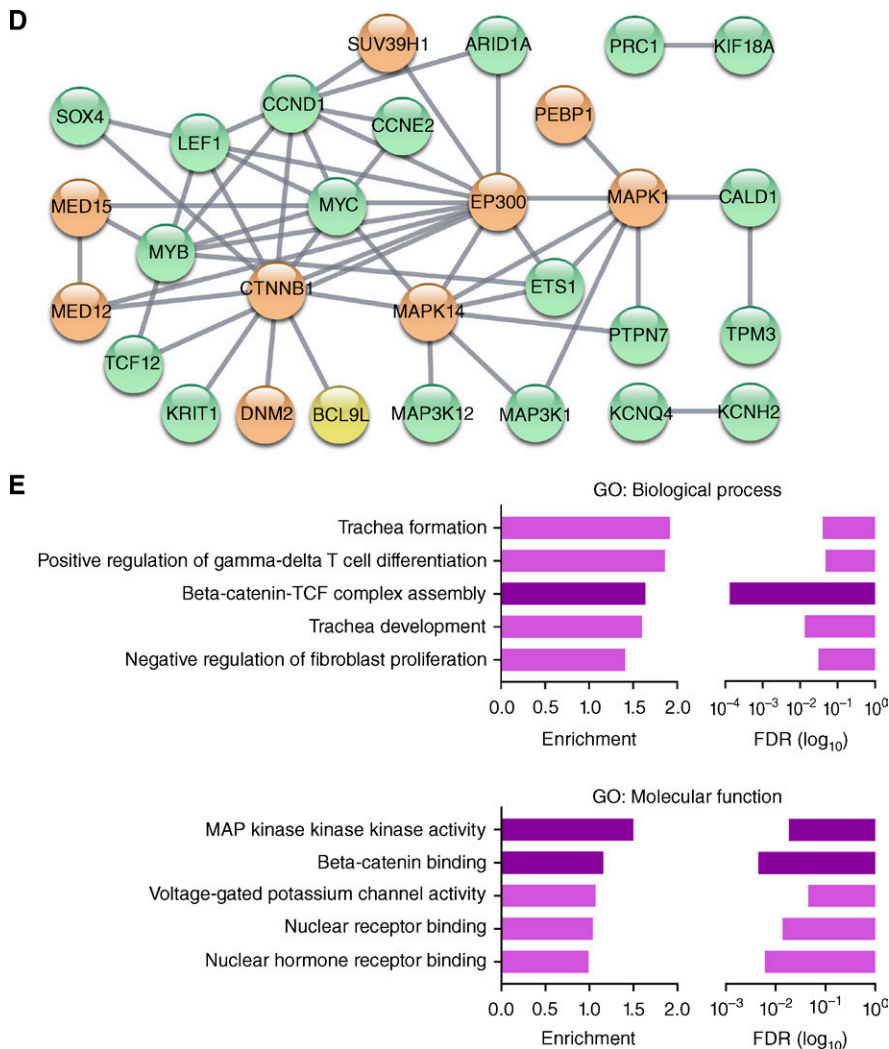 D
SUV39H1
ARID1A
PRC1
KIF18A
SOX4
CCND1
PEBP1
LEF1
CCNE2
MED15
MYC
EP300
MAPK1
CALD1
MYB
CTNNB1
ETS1
MED12
MAPK14
TCF12
PTPN7
TPM3
KRIT1
DNM2
BCL9L
MAP3K12
MAP3K1
KCNQ4
KCNH2
E
GO: Biological process
Trachea formation
Positive regulation of gamma-delta T cell differentiation
Beta-catenin-TCF complex assembly
Trachea development
Negative regulation of fibroblast proliferation
0.0 0.5 1.0 1.5 2.0
10⁻⁴ 10⁻³ 10⁻² 10⁻¹ 10⁰
Enrichment
FDR (log₁₀)
GO: Molecular function
MAP kinase kinase kinase activity
Beta-catenin binding
Voltage-gated potassium channel activity
Nuclear receptor binding
Nuclear hormone receptor binding
0.0 0.5 1.0 1.5 2.0
10⁻³ 10⁻² 10⁻¹ 10⁰
Enrichment
FDR (log₁₀)